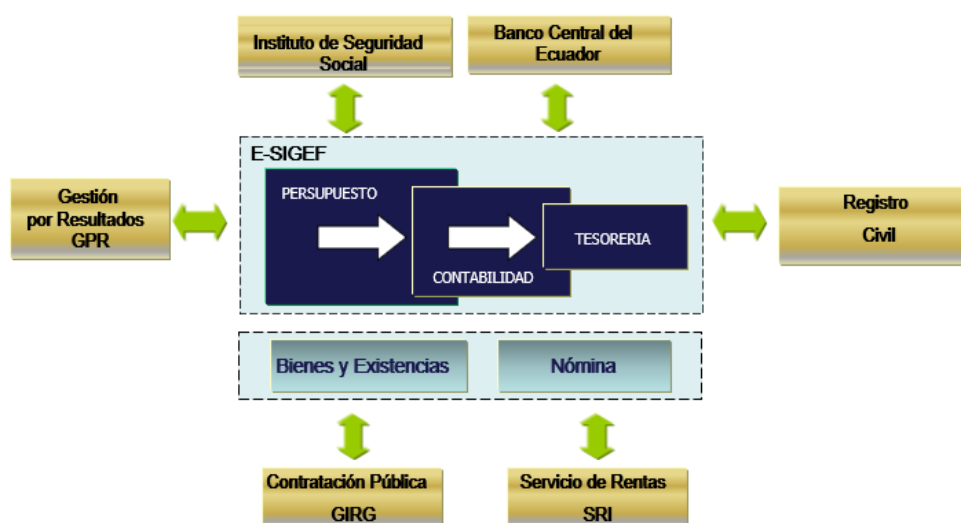 Instituto de Seguridad
Social
Banco Central del
Ecuador
E-SIGEF
Gestión
por Resultados
GPR
PERSUPUESTO
CONTABILIDAD
TESORERIA
Registro
Civil
Bienes y Existencias
Nómina
Contratación Pública
GIRG
Servicio de Rentas
SRI